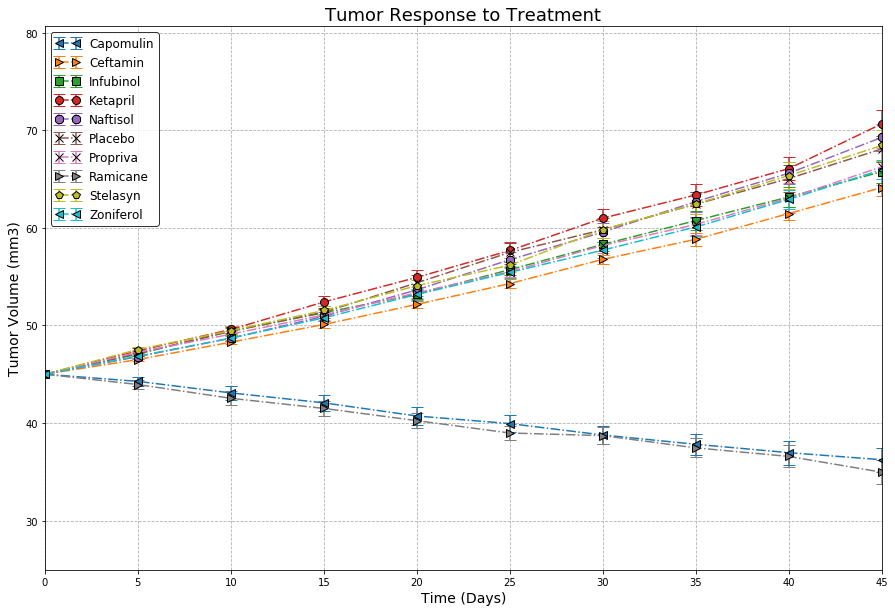 Tumor Response to Treatment
80
70
60
50
40
30
Tumor Volume (mm3)
Capomulin
Ceftamin
Infubinol
Ketapril
Naftisol
Placebo
Propriva
Ramicane
Stelasyn
Zoniferol
0 5 10 15 20 25 30 35 40 45
Time (Days)